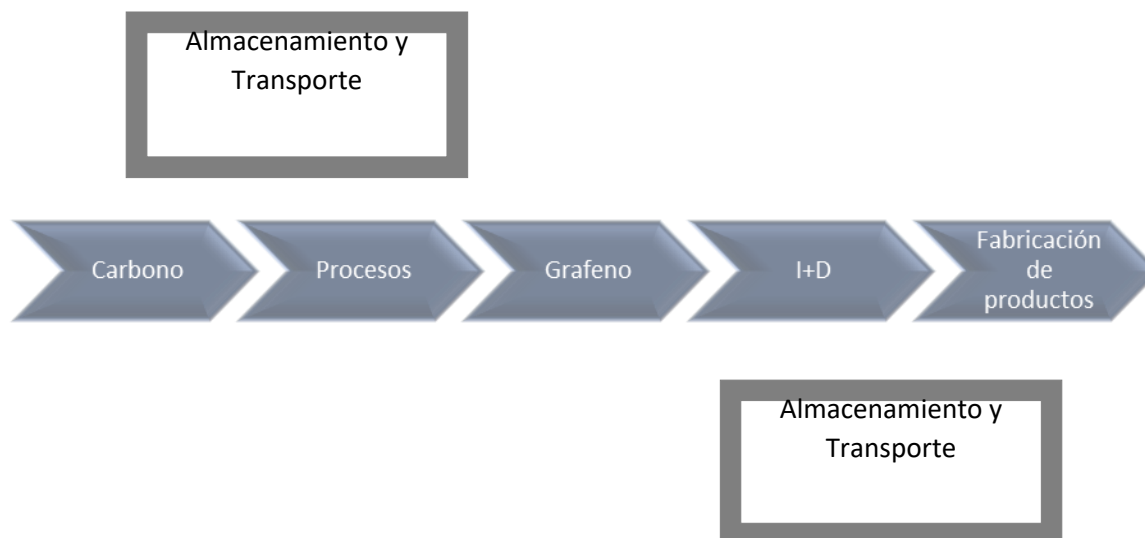 Almacenamiento y
Transporte
Carbono
Procesos
Grafeno
I+D
Fabricación
de
productos
Almacenamiento y
Transporte